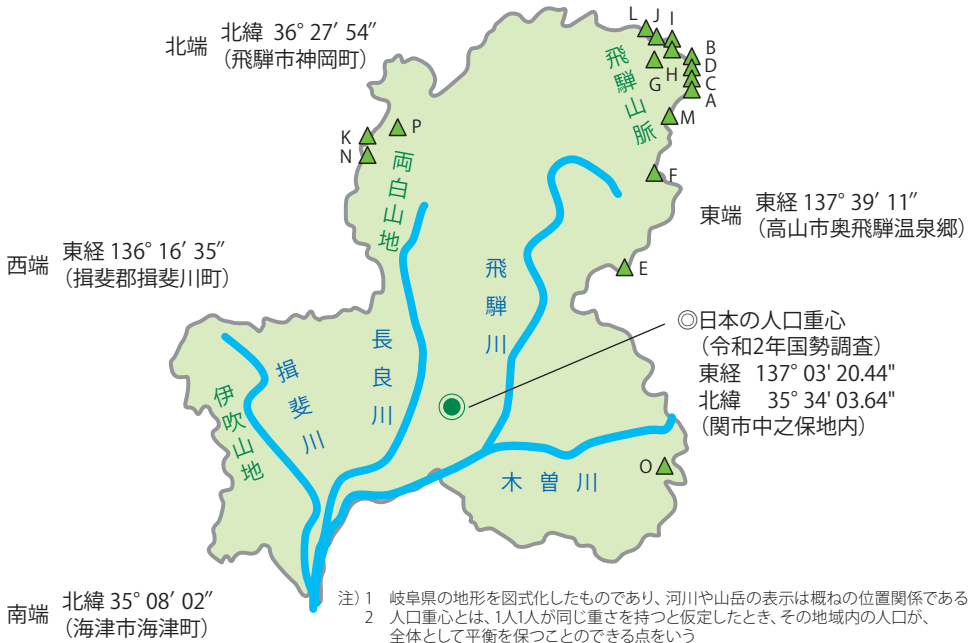 北端 北緯 36° 27′ 54″
（飛騨市神岡町）
L J I
B
D
C
A
H
G
M
飛騨山脈
K
P
N
両白山地
F
東端 東経 137° 39′ 11″
（高山市奥飛騨温泉郷）
西端 東経 136° 16′ 35″
（揖斐郡揖斐川町）
E
飛騨川
長良川
揖斐川
伊吹山地
◎日本の人口重心
（令和2年国勢調査）
東経 137° 03' 20.44"
北緯 35° 34' 03.64"
（関市中之保地内）
O
木曽川
南端 北緯 35° 08′ 02″
（海津市海津町）
注）1 岐阜県の地形を図式化したものであり、河川や山岳の表示は概ねの位置関係である
2 人口重心とは、1人1人が同じ重さを持つと仮定したとき、その地域内の人口が、
全体として平衡を保つことのできる点をいう